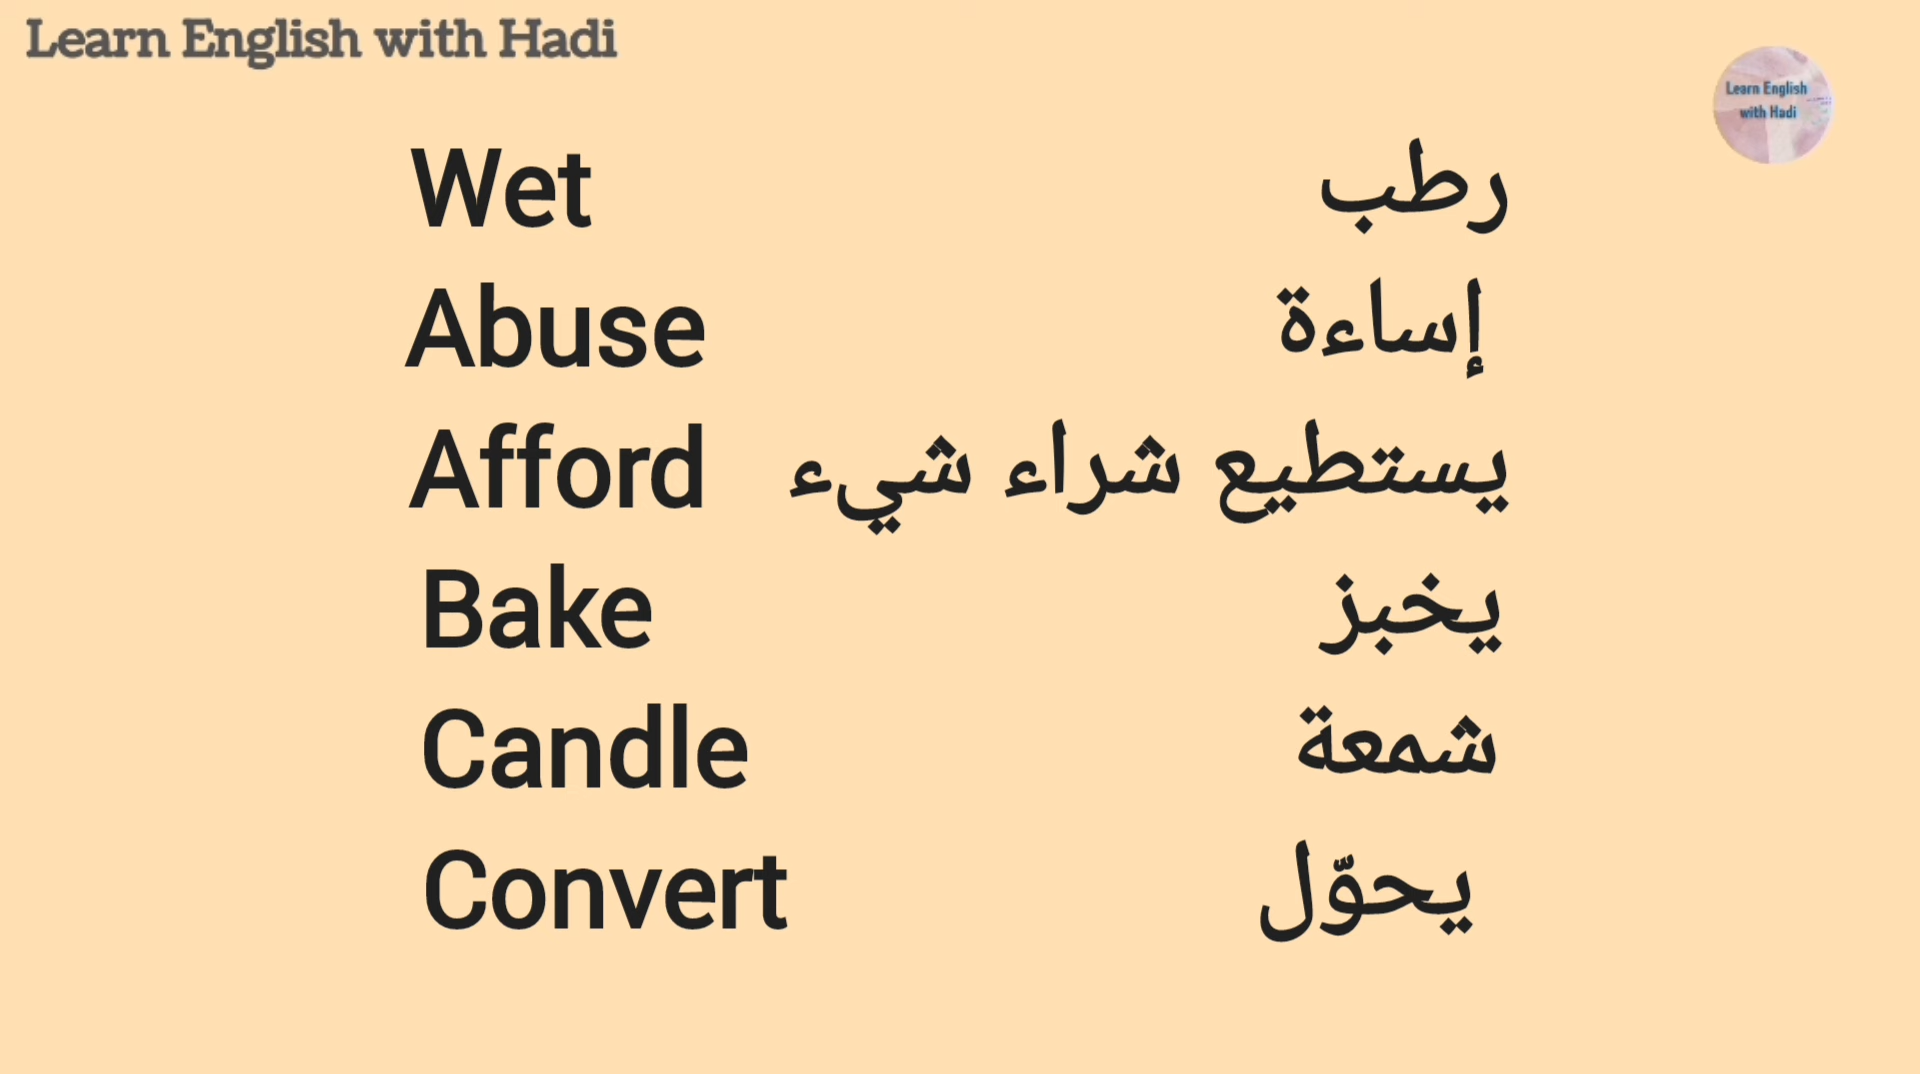 Learn English with Hadi
Learn English
with Hadi
Wet رطب
Abuse إساءة
Afford يستطيع شراء شيء
Bake يخبز
Candle شمعة
Convert يحوّل